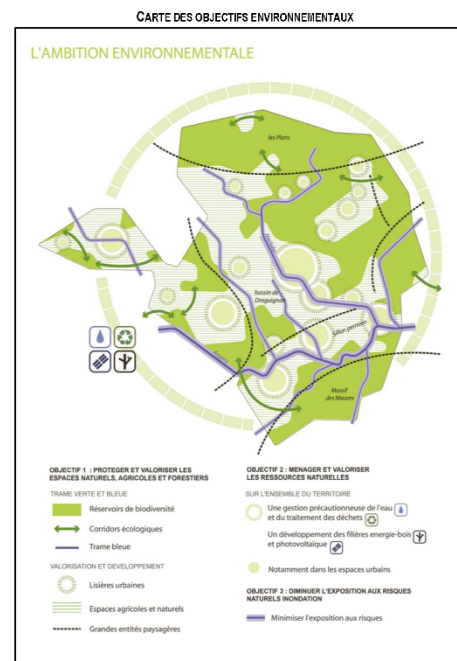 CARTE DES OBJECTIFS ENVIRONNEMENTAUX
L'AMBITION ENVIRONNEMENTALE
les Plans
bassin de
Draguignan
Sillon permien
Massif
des Maures
OBJECTIF 1 : PROTEGER ET VALORISER LES
ESPACES NATURELS, AGRICOLES ET FORESTIERS
TRAME VERTE ET BLEUE
Réservoirs de biodiversité
Corridors écologiques
Trame bleue
VALORISATION ET DEVELOPPEMENT
Lisières urbaines
Espaces agricoles et naturels
Grandes entités paysagères
OBJECTIF 2 : MENAGER ET VALORISER
LES RESSOURCES NATURELLES
SUR L'ENSEMBLE DU TERRITOIRE
Une gestion précautionneuse de l'eau
et du traitement des déchets
Un développement des filières energie-bois
et photovoltaïque
Notamment dans les espaces urbains
OBJECTIF 3 : DIMINUER L'EXPOSITION AUX RISQUES
NATURELS INONDATION
Minimiser l'exposition aux risques